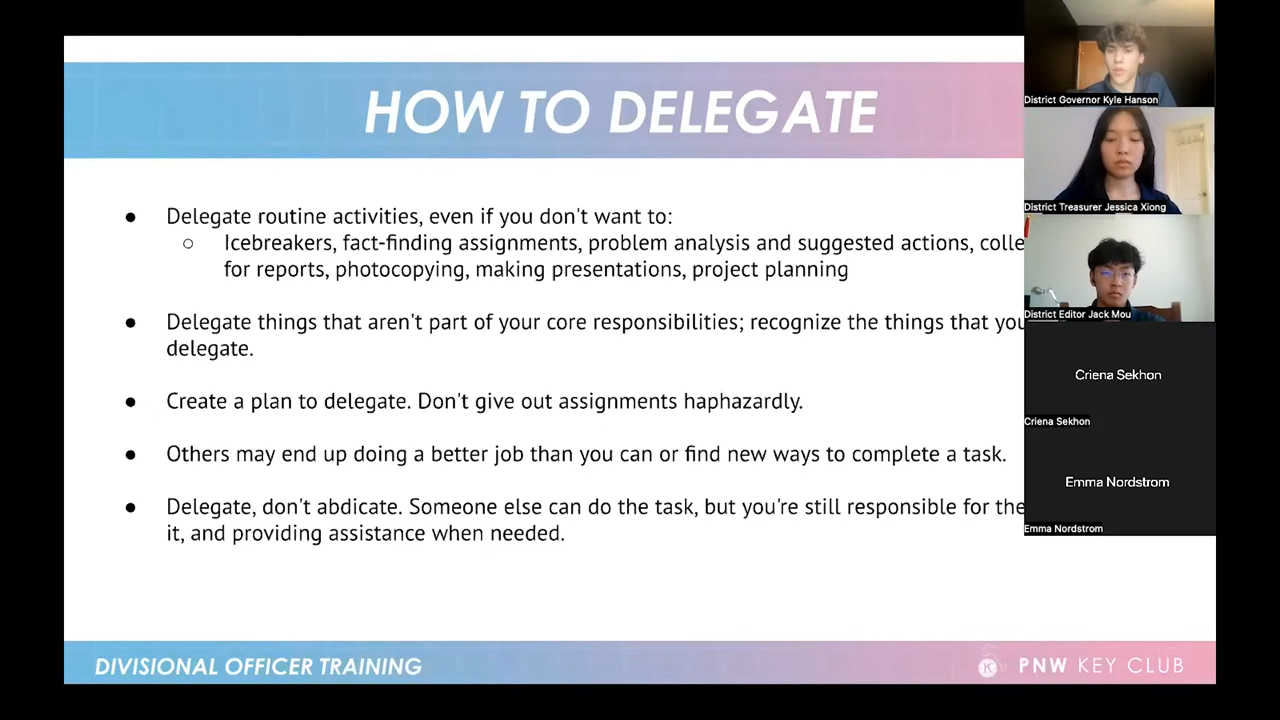 HOW TO DELEGATE
● Delegate routine activities, even if you don't want to:
○ Icebreakers, fact-finding assignments, problem analysis and suggested actions, colle
for reports, photocopying, making presentations, project planning
● Delegate things that aren't part of your core responsibilities; recognize the things that you
delegate.
● Create a plan to delegate. Don't give out assignments haphazardly.
● Others may end up doing a better job than you can or find new ways to complete a task.
● Delegate, don't abdicate. Someone else can do the task, but you're still responsible for the
it, and providing assistance when needed.
DIVISIONAL OFFICER TRAINING
K PNW KEY CLUB
District Governor Kyle Hanson
District Treasurer Jessica Xiong
District Editor Jack Mou
Criena Sekhon
Criena Sekhon
Emma Nordstrom
Emma Nordstrom